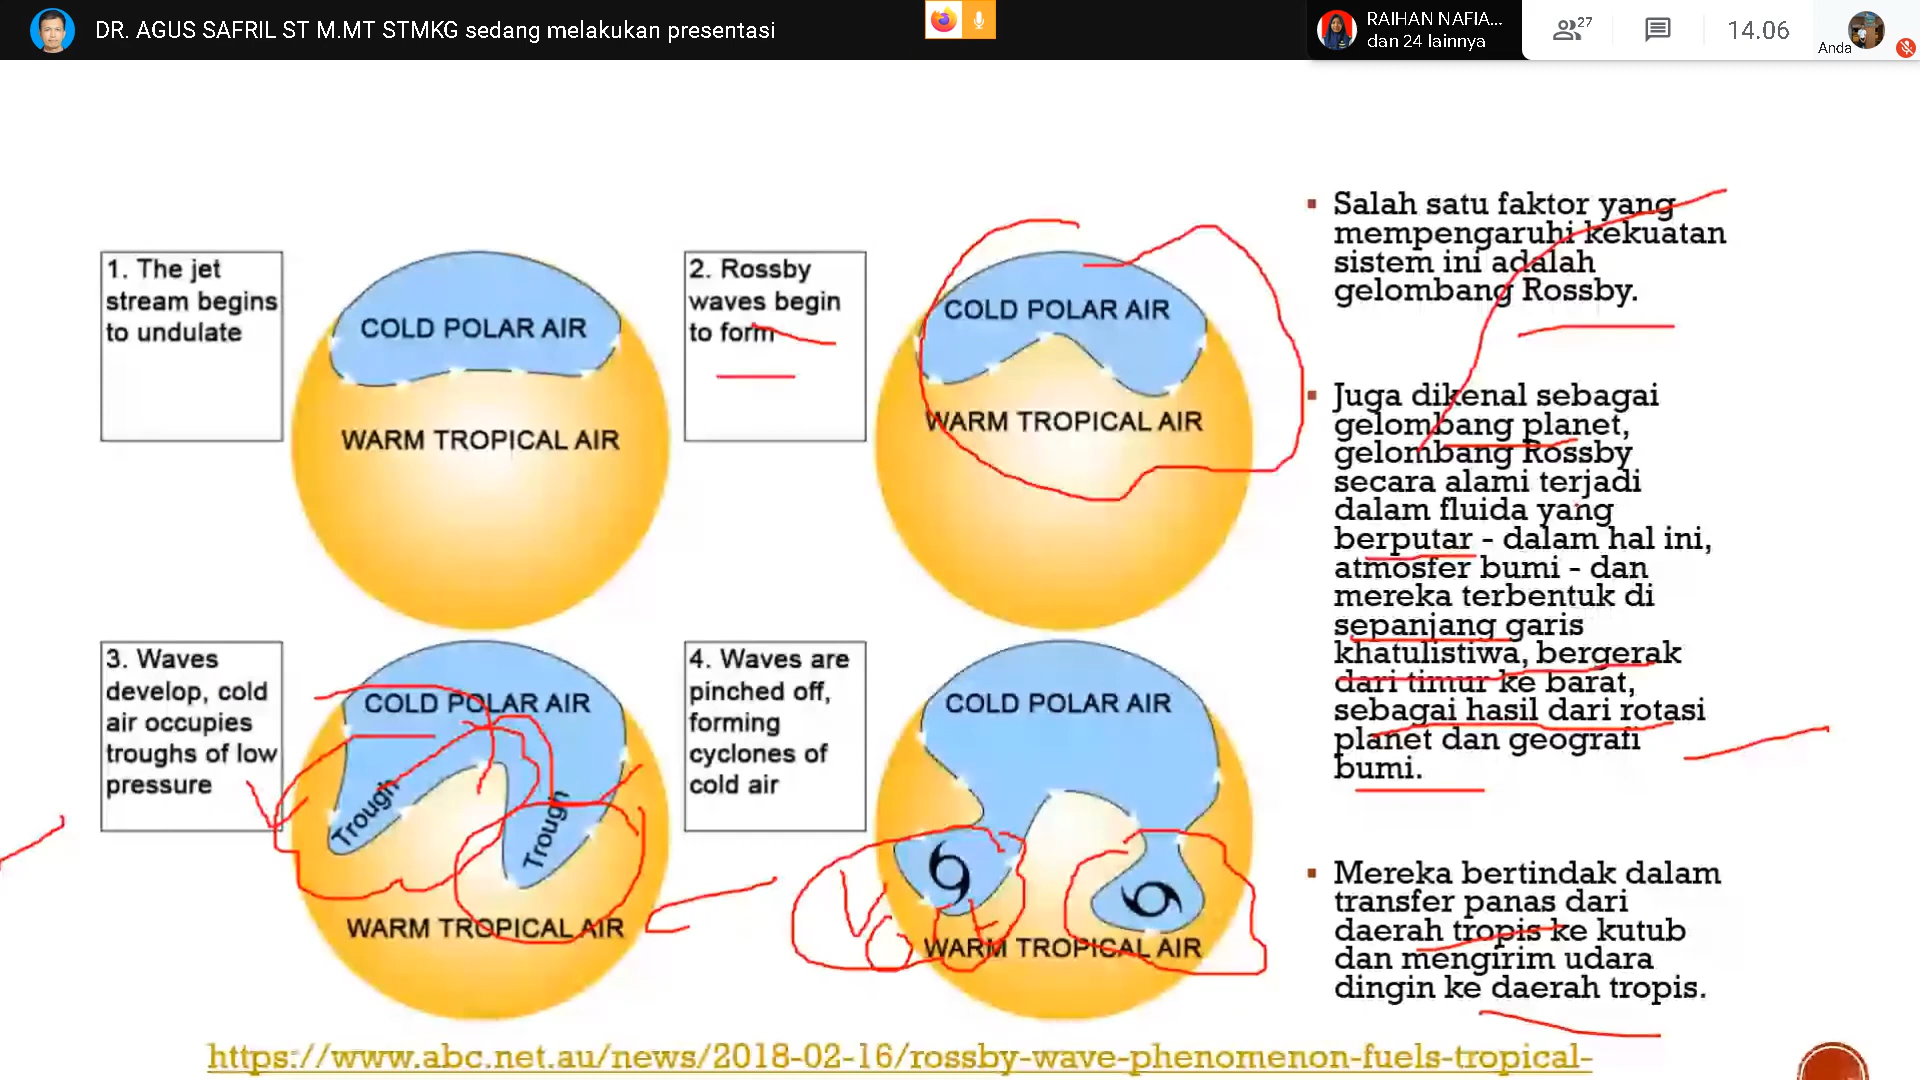 DR. AGUS SAFRIL ST M.MT STMKG sedang melakukan presentasi
RAIHAN NAFIA...
dan 24 lainnya
27
14.06
Anda
1. The jet
stream begins
to undulate
COLD POLAR AIR
WARM TROPICAL AIR
2. Rossby
waves begin
to form
COLD POLAR AIR
WARM TROPICAL AIR
3. Waves
develop, cold
air occupies
troughs of low
pressure
COLD POLAR AIR
Trough
Trough
WARM TROPICAL AIR
4. Waves are
pinched off,
forming
cyclones of
cold air
COLD POLAR AIR
WARM TROPICAL AIR
Salah satu faktor yang
mempengaruhi kekuatan
sistem ini adalah
gelombang Rossby.
Juga dikenal sebagai
gelombang planet,
gelombang Rossby
secara alami terjadi
dalam fluida yang
berputar - dalam hal ini,
atmosfer bumi - dan
mereka terbentuk di
sepanjang garis
khatulistiwa, bergerak
dari timur ke barat,
sebagai hasil dari rotasi
planet dan geografi
bumi.
Mereka bertindak dalam
transfer panas dari
daerah tropis ke kutub
dan mengirim udara
dingin ke daerah tropis.
https://www.abc.net.au/news/2018-02-16/rossby-wave-phenomenon-fuels-tropical-